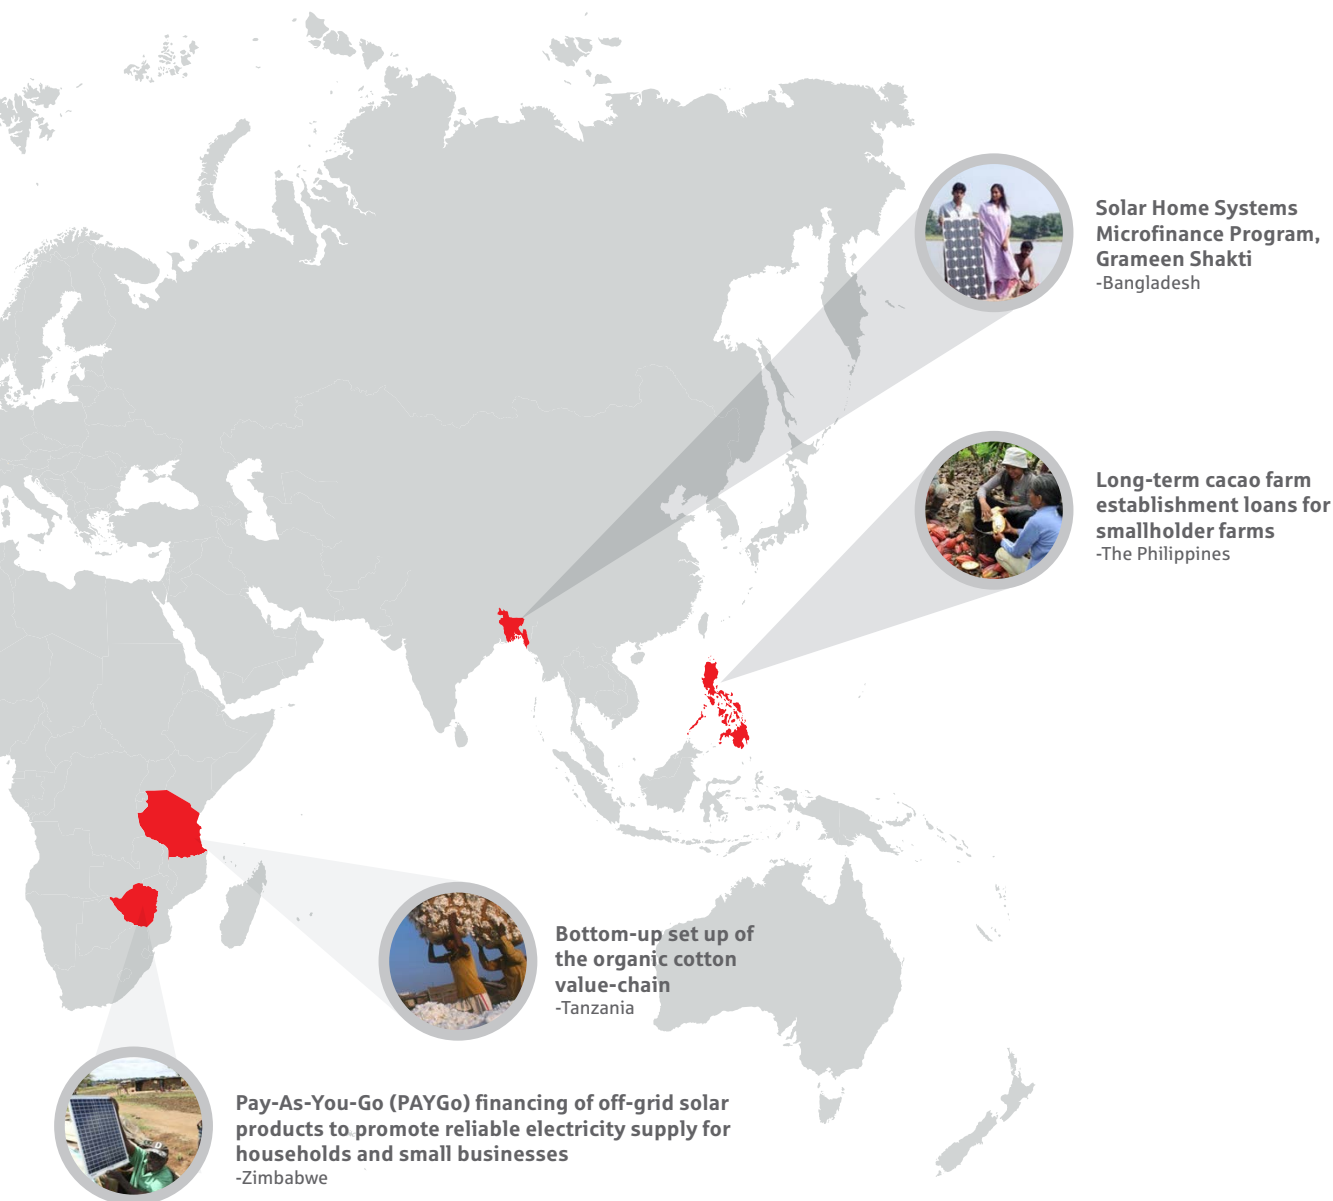 Solar Home Systems
Microfinance Program,
Grameen Shakti
-Bangladesh
Long-term cacao farm
establishment loans for
smallholder farms
-The Philippines
Bottom-up set up of
the organic cotton
value-chain
-Tanzania
Pay-As-You-Go (PAYGo) financing of off-grid solar
products to promote reliable electricity supply for
households and small businesses
-Zimbabwe